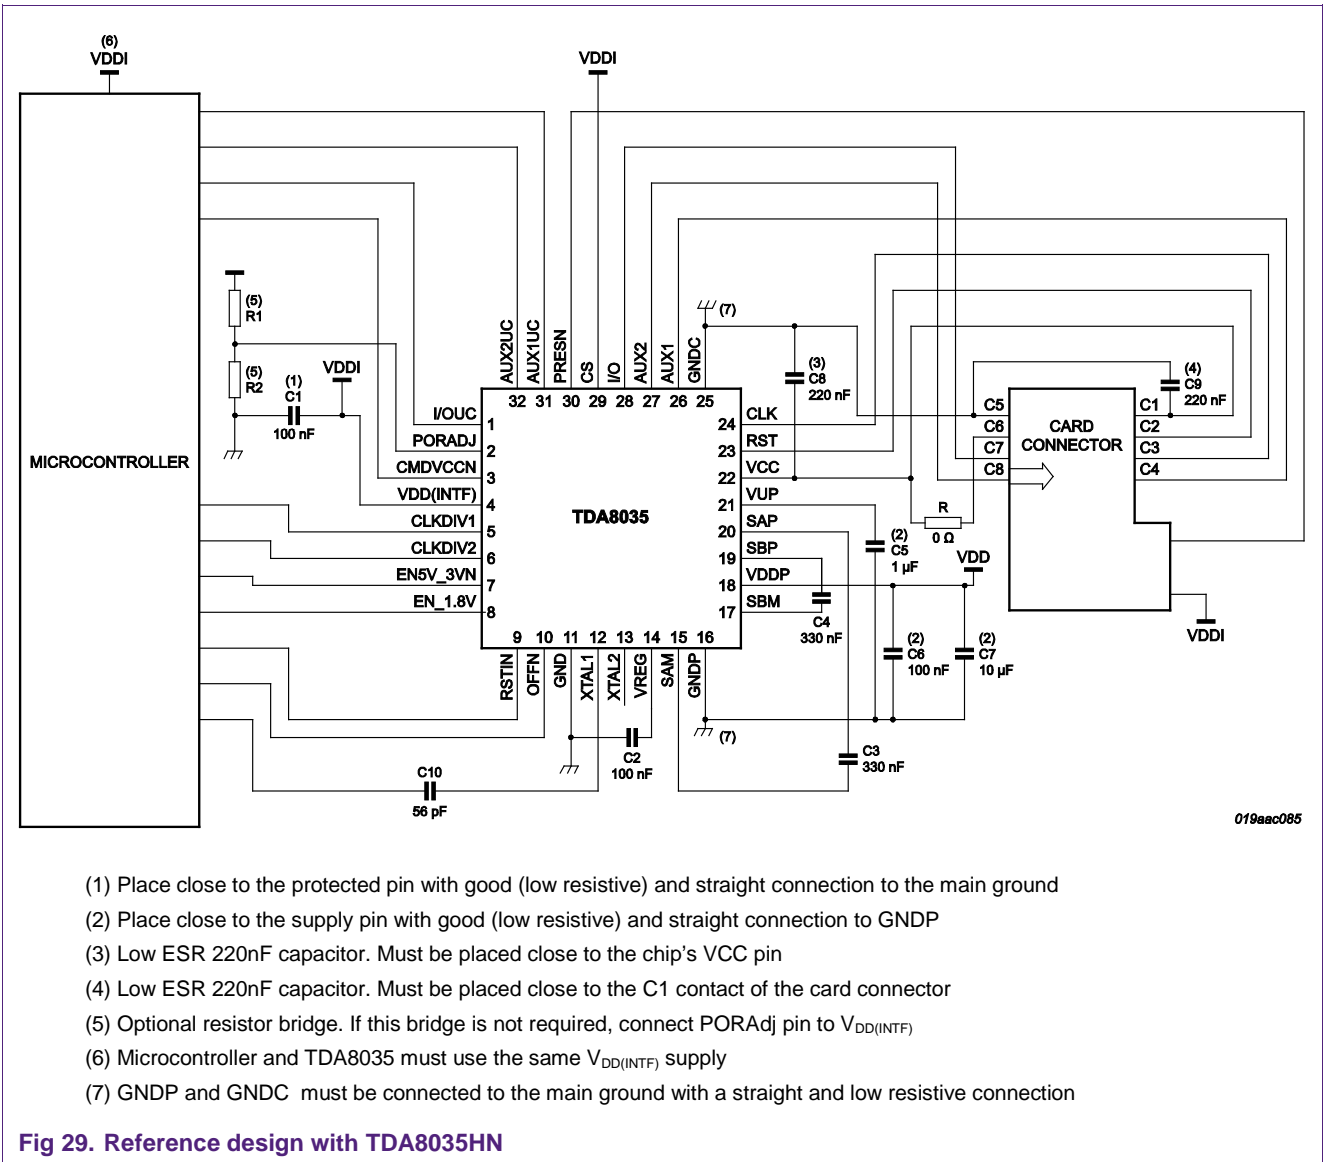 (6)
VDDI
VDDI
(5)
R1
(5)
R2
(1)
C1
100 nF
VDDI
MICROCONTROLLER
AUX2UC
AUX1UC
PRESN
CS
I/O
AUX2
AUX1
GNDC
(7)
32 31 30 29 28 27 26 25
(3)
C8
220 nF
(4)
C9
220 nF
I/OUC
1
PORADJ
2
CMDVCCN
3
VDD(INTF)
4
CLKDIV1
5
CLKDIV2
6
EN5V_3VN
7
EN_1.8V
8
TDA8035
24 CLK
23 RST
22 VCC
21 VUP
20 SAP
19 SBP
18 VDDP
17 SBM
C5
C6
C7
C8
CARD
CONNECTOR
C1
C2
C3
C4
R
0 Ω
(2)
C5
1 µF
VDD
C4
330 nF
(2)
C6
100 nF
(2)
C7
10 µF
VDDI
9 10 11 12 13 14 15 16
RSTIN
OFFN
GND
XTAL1
XTAL2
VREG
SAM
GNDP
(7)
C2
100 nF
C3
330 nF
C10
56 pF
019aac085
(1) Place close to the protected pin with good (low resistive) and straight connection to the main ground
(2) Place close to the supply pin with good (low resistive) and straight connection to GNDP
(3) Low ESR 220nF capacitor. Must be placed close to the chip's VCC pin
(4) Low ESR 220nF capacitor. Must be placed close to the C1 contact of the card connector
(5) Optional resistor bridge. If this bridge is not required, connect PORAdj pin to VDD(INTF)
(6) Microcontroller and TDA8035 must use the same VDD(INTF) supply
(7) GNDP and GNDC must be connected to the main ground with a straight and low resistive connection
Fig 29. Reference design with TDA8035HN